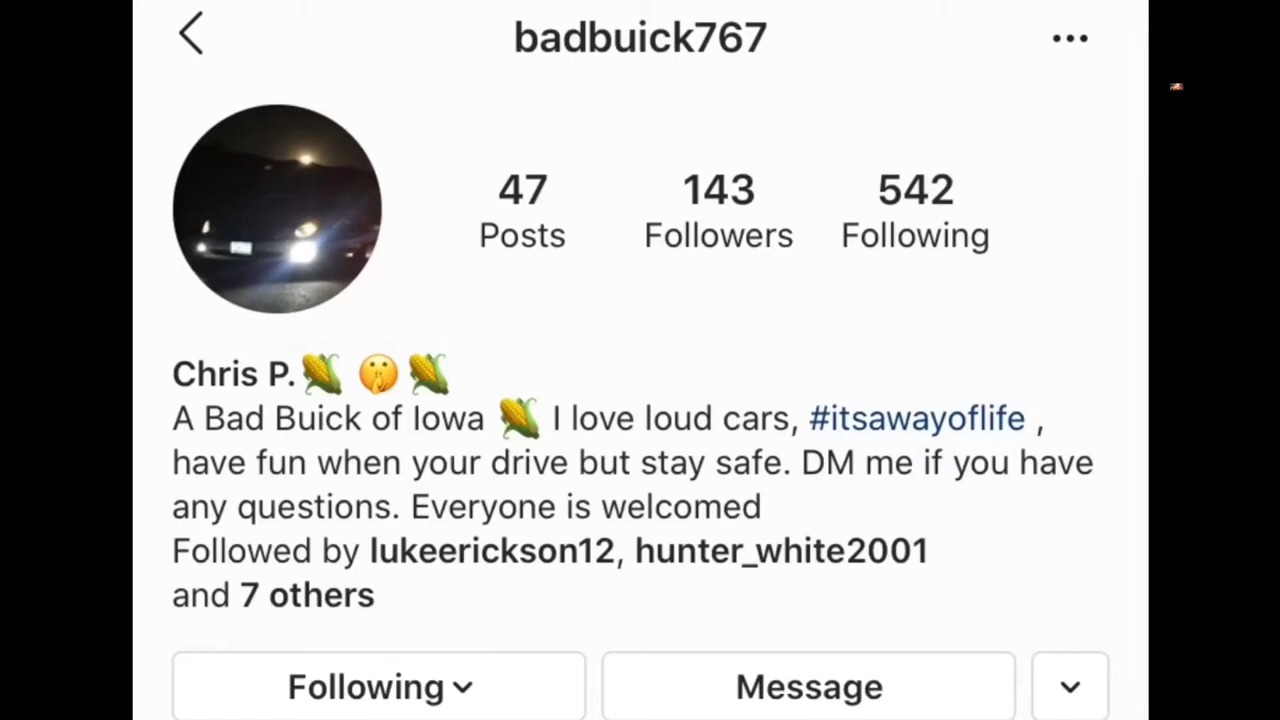 badbuick767
47 143 542
Posts Followers Following
Chris P.🌽 🤫 🌽
A Bad Buick of Iowa 🌽 I love loud cars, #itsawayoflife ,
have fun when your drive but stay safe. DM me if you have
any questions. Everyone is welcomed
Followed by lukeerickson12, hunter_white2001
and 7 others
Following Message